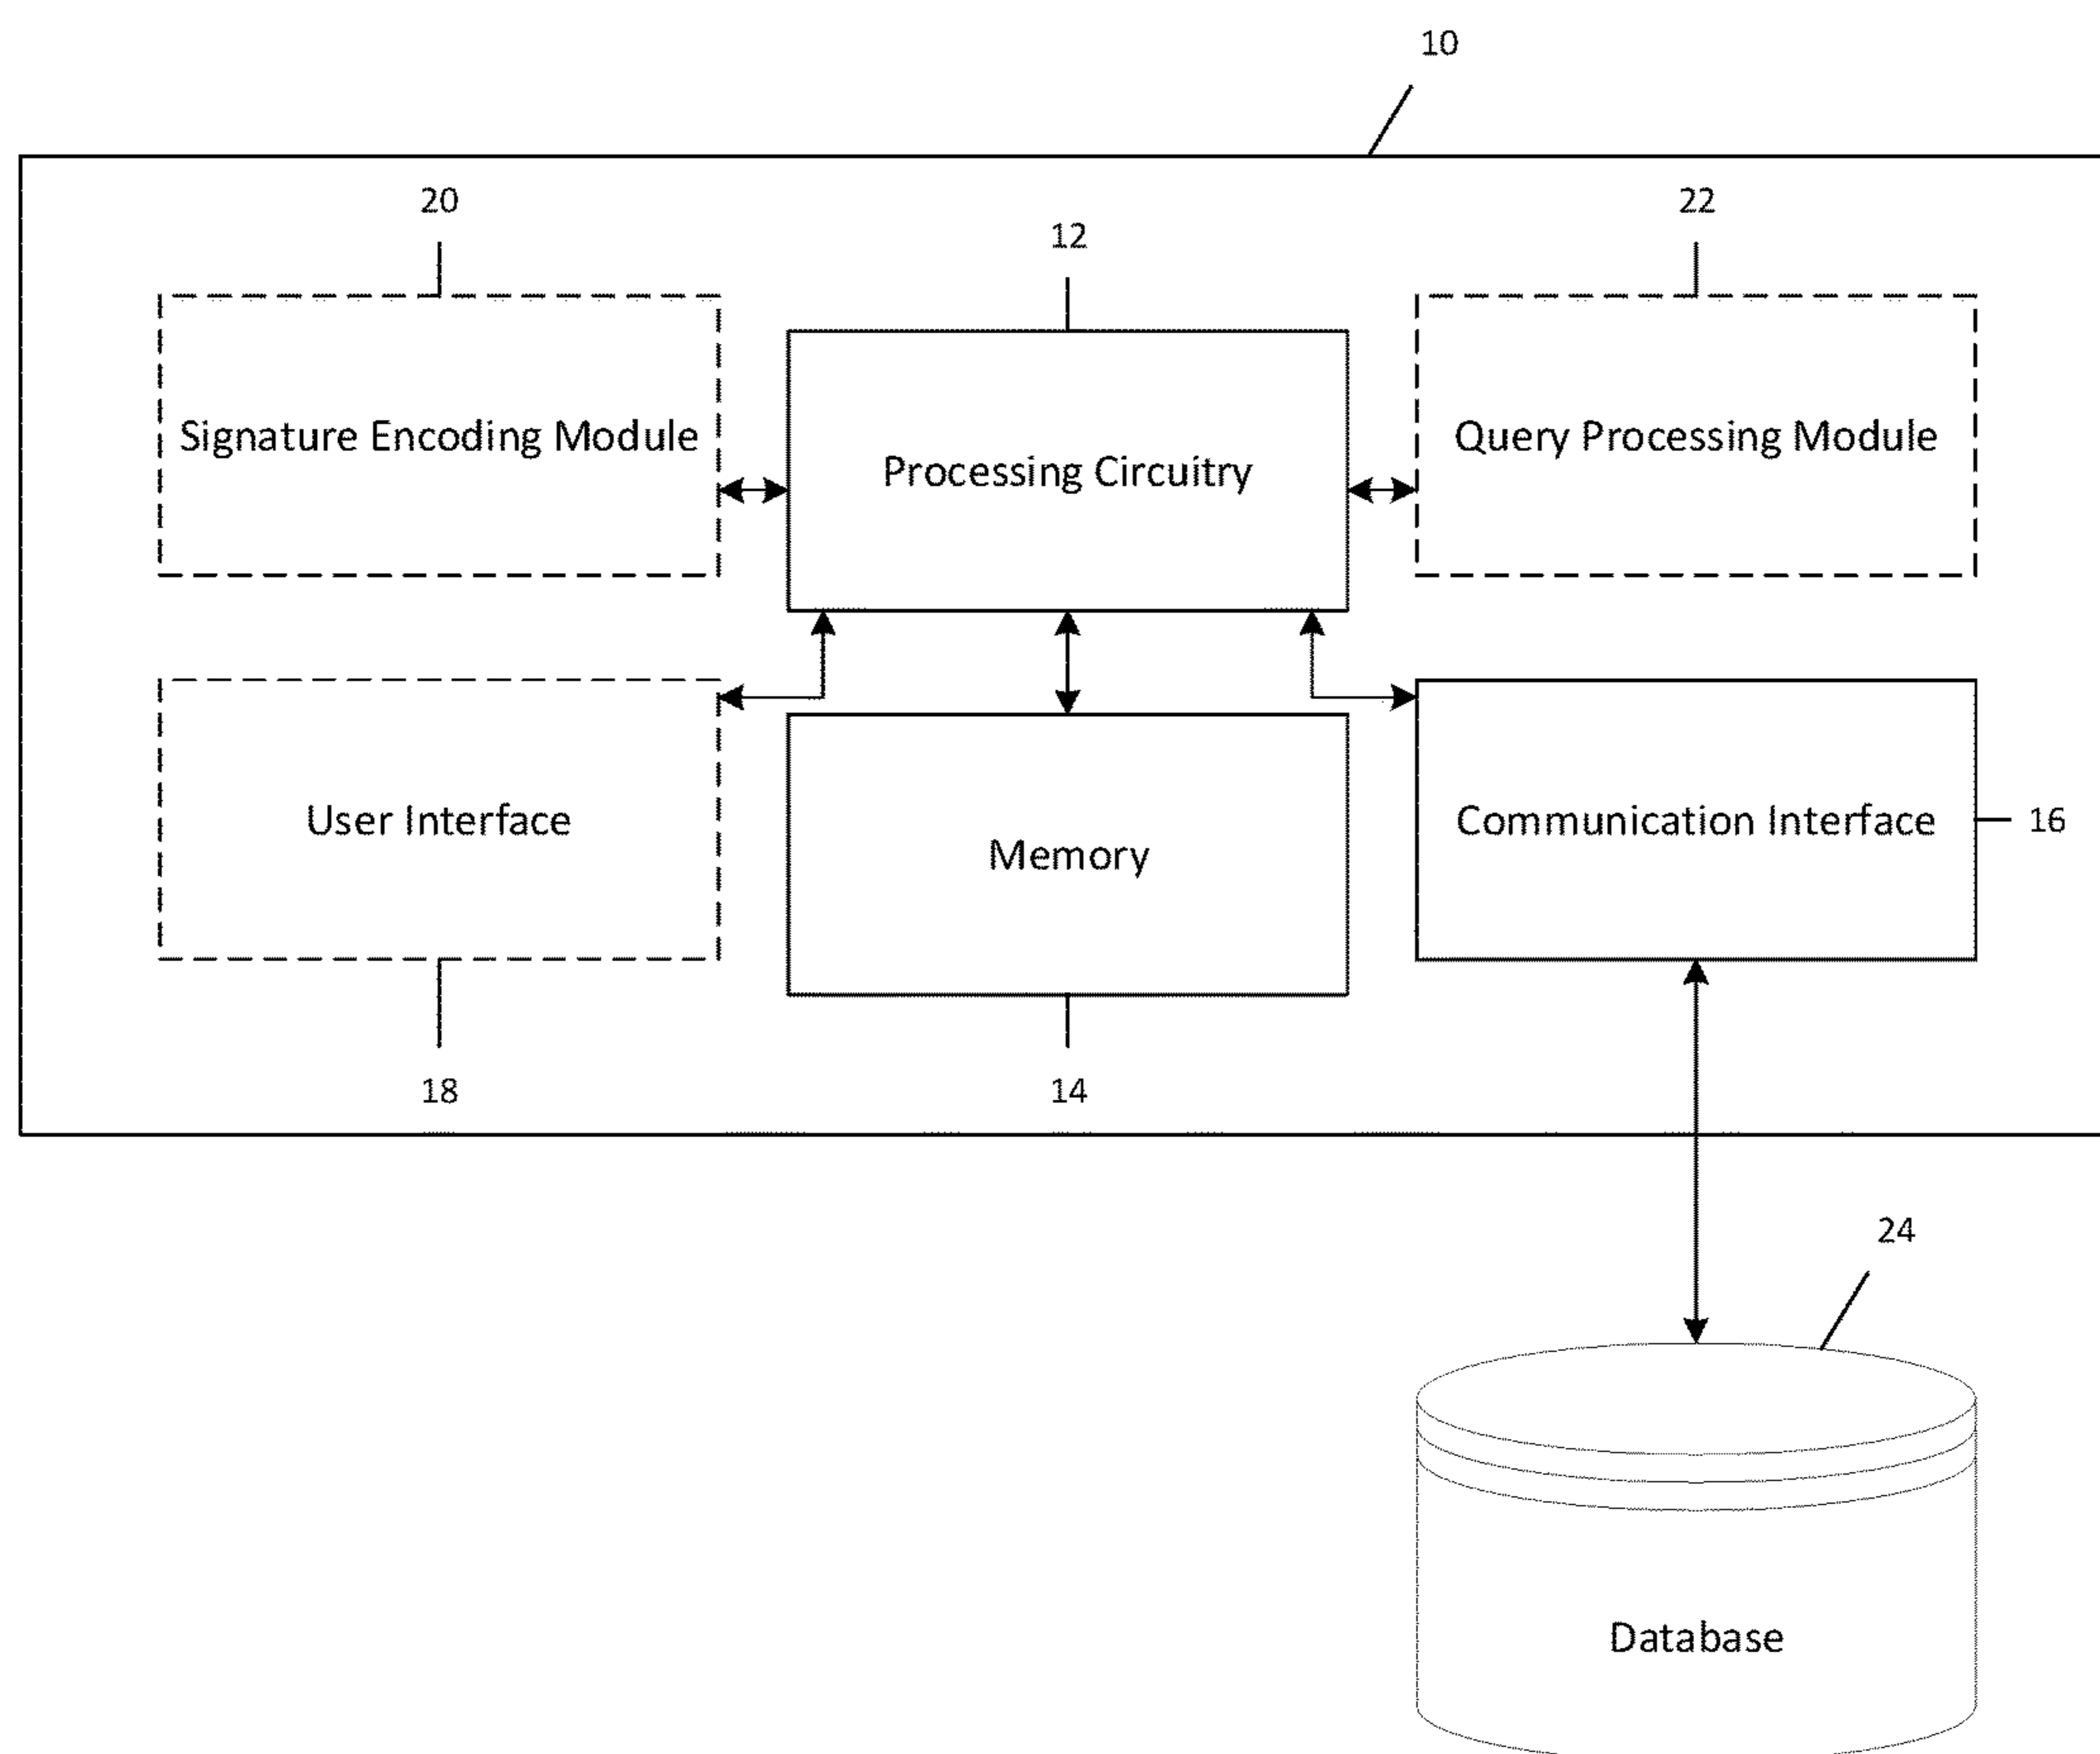 10
20
12
22
Signature Encoding Module
Processing Circuitry
Query Processing Module
User Interface
Memory
Communication Interface
16
18
14
24
Database